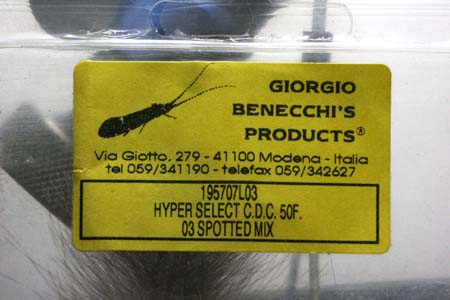 GIORGIO
BENECCHI'S
PRODUCTS®
Via Giotto, 279 - 41100 Modena - Italia
tel 059/341190 - telefax 059/342627
195707L03
HYPER SELECT C.D.C. 50F.
03 SPOTTED MIX